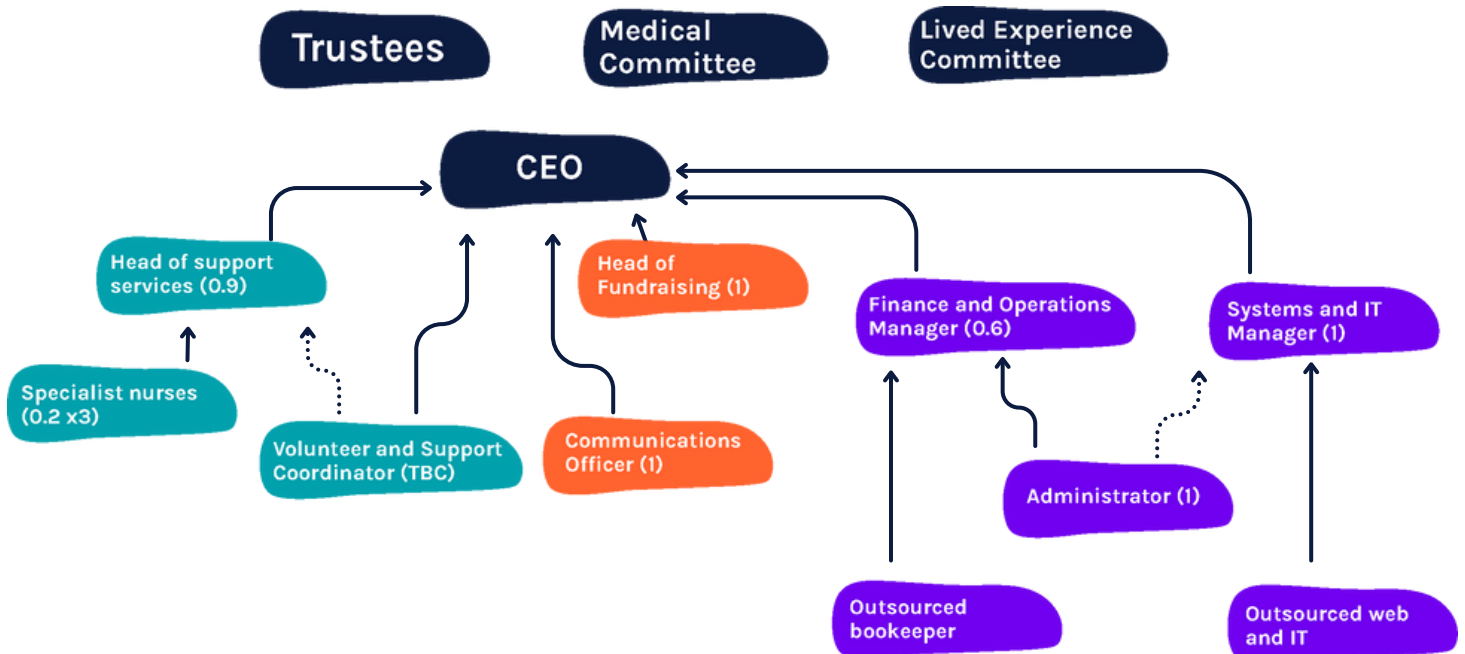 Trustees
Medical
Committee
Lived Experience
Committee
CEO
Head of support
services (0.9)
Head of
Fundraising (1)
Finance and Operations
Manager (0.6)
Systems and IT
Manager (1)
Specialist nurses
(0.2 x3)
Volunteer and Support
Coordinator (TBC)
Communications
Officer (1)
Administrator (1)
Outsourced
bookeeper
Outsourced web
and IT